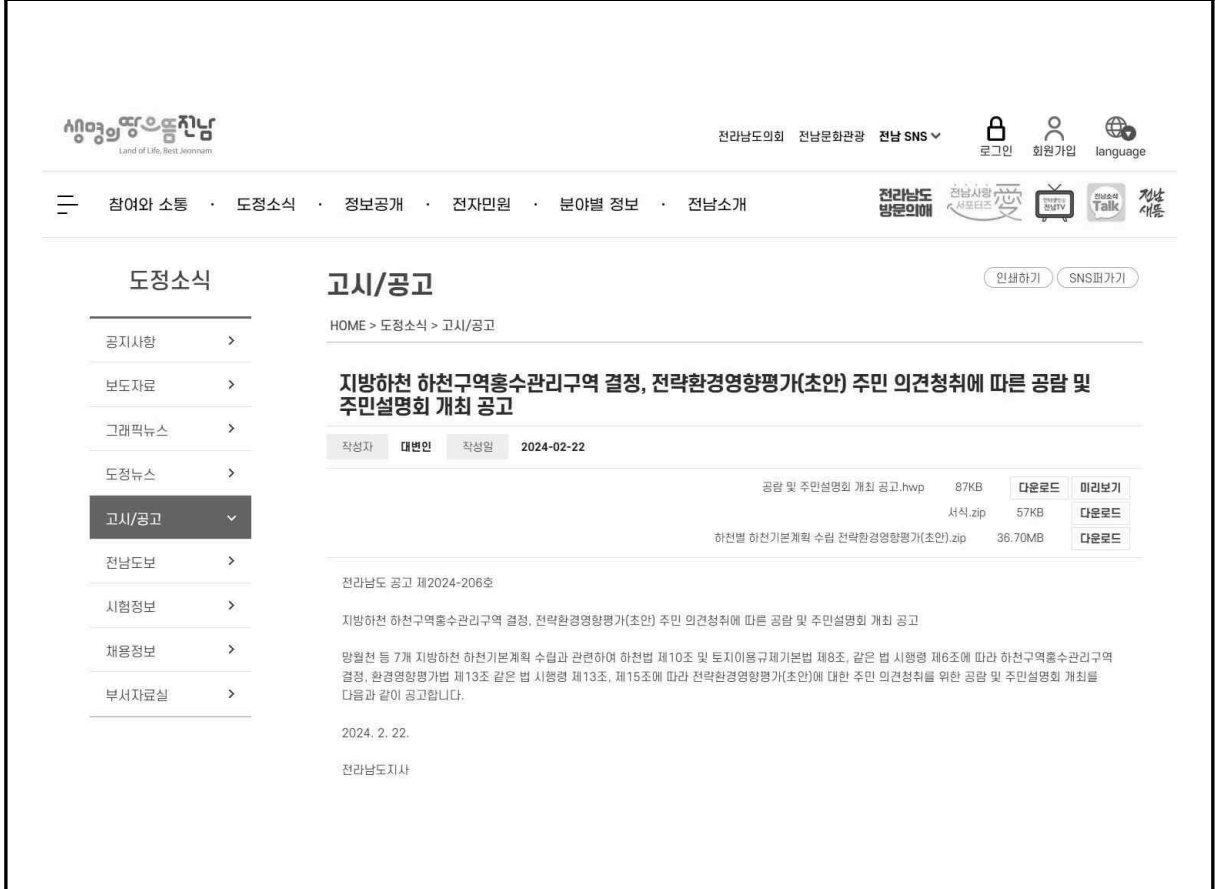 생명의땅으뜸전남
Land of Life, Best Jeonnam
전라남도의회 전남문화관광 전남 SNS
로그인 회원가입 language
참여와 소통 · 도정소식 · 정보공개 · 전자민원 · 분야별 정보 · 전남소개
전라남도
방문의해
전남사랑
서포터즈
愛
전남TV
전남소식
Talk
전남
새뜸
도정소식
공지사항
보도자료
그래픽뉴스
도정뉴스
고시/공고
전남도보
시험정보
채용정보
부서자료실
고시/공고
인쇄하기 SNS퍼가기
HOME > 도정소식 > 고시/공고
지방하천 하천구역홍수관리구역 결정, 전략환경영향평가(초안) 주민 의견청취에 따른 공람 및
주민설명회 개최 공고
작성자 대변인 작성일 2024-02-22
공람 및 주민설명회 개최 공고.hwp 87KB 다운로드 미리보기
서식.zip 57KB 다운로드
하천별 하천기본계획 수립 전략환경영향평가(초안).zip 36.70MB 다운로드
전라남도 공고 제2024-206호
지방하천 하천구역홍수관리구역 결정, 전략환경영향평가(초안) 주민 의견청취에 따른 공람 및 주민설명회 개최 공고
망월천 등 7개 지방하천 하천기본계획 수립과 관련하여 하천법 제10조 및 토지이용규제기본법 제8조, 같은 법 시행령 제6조에 따라 하천구역홍수관리구역
결정, 환경영향평가법 제13조 같은 법 시행령 제13조, 제15조에 따라 전략환경영향평가(초안)에 대한 주민 의견청취를 위한 공람 및 주민설명회 개최를
다음과 같이 공고합니다.
2024. 2. 22.
전라남도지사